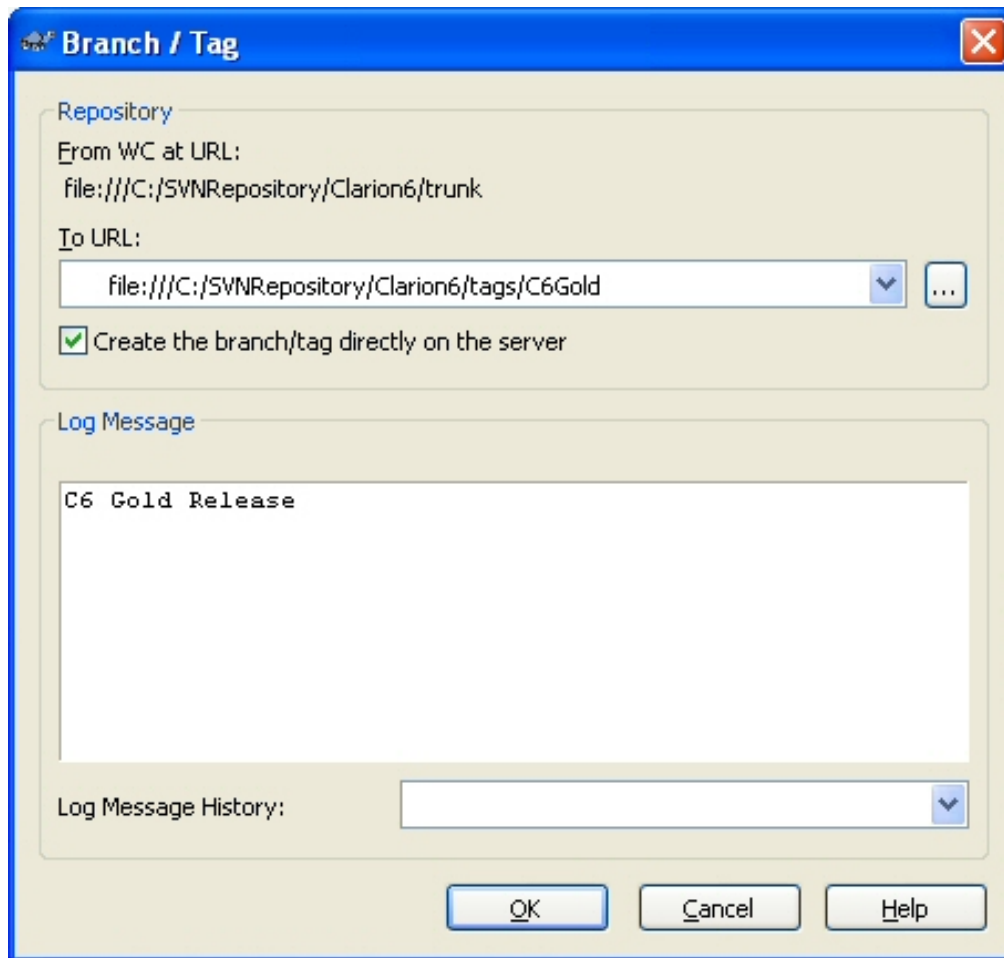 Branch / Tag
Repository
From WC at URL:
file:///C:/SVNRepository/Clarion6/trunk
To URL:
file:///C:/SVNRepository/Clarion6/tags/C6Gold
...
Create the branch/tag directly on the server
Log Message
C6 Gold Release
Log Message History:
OK Cancel Help